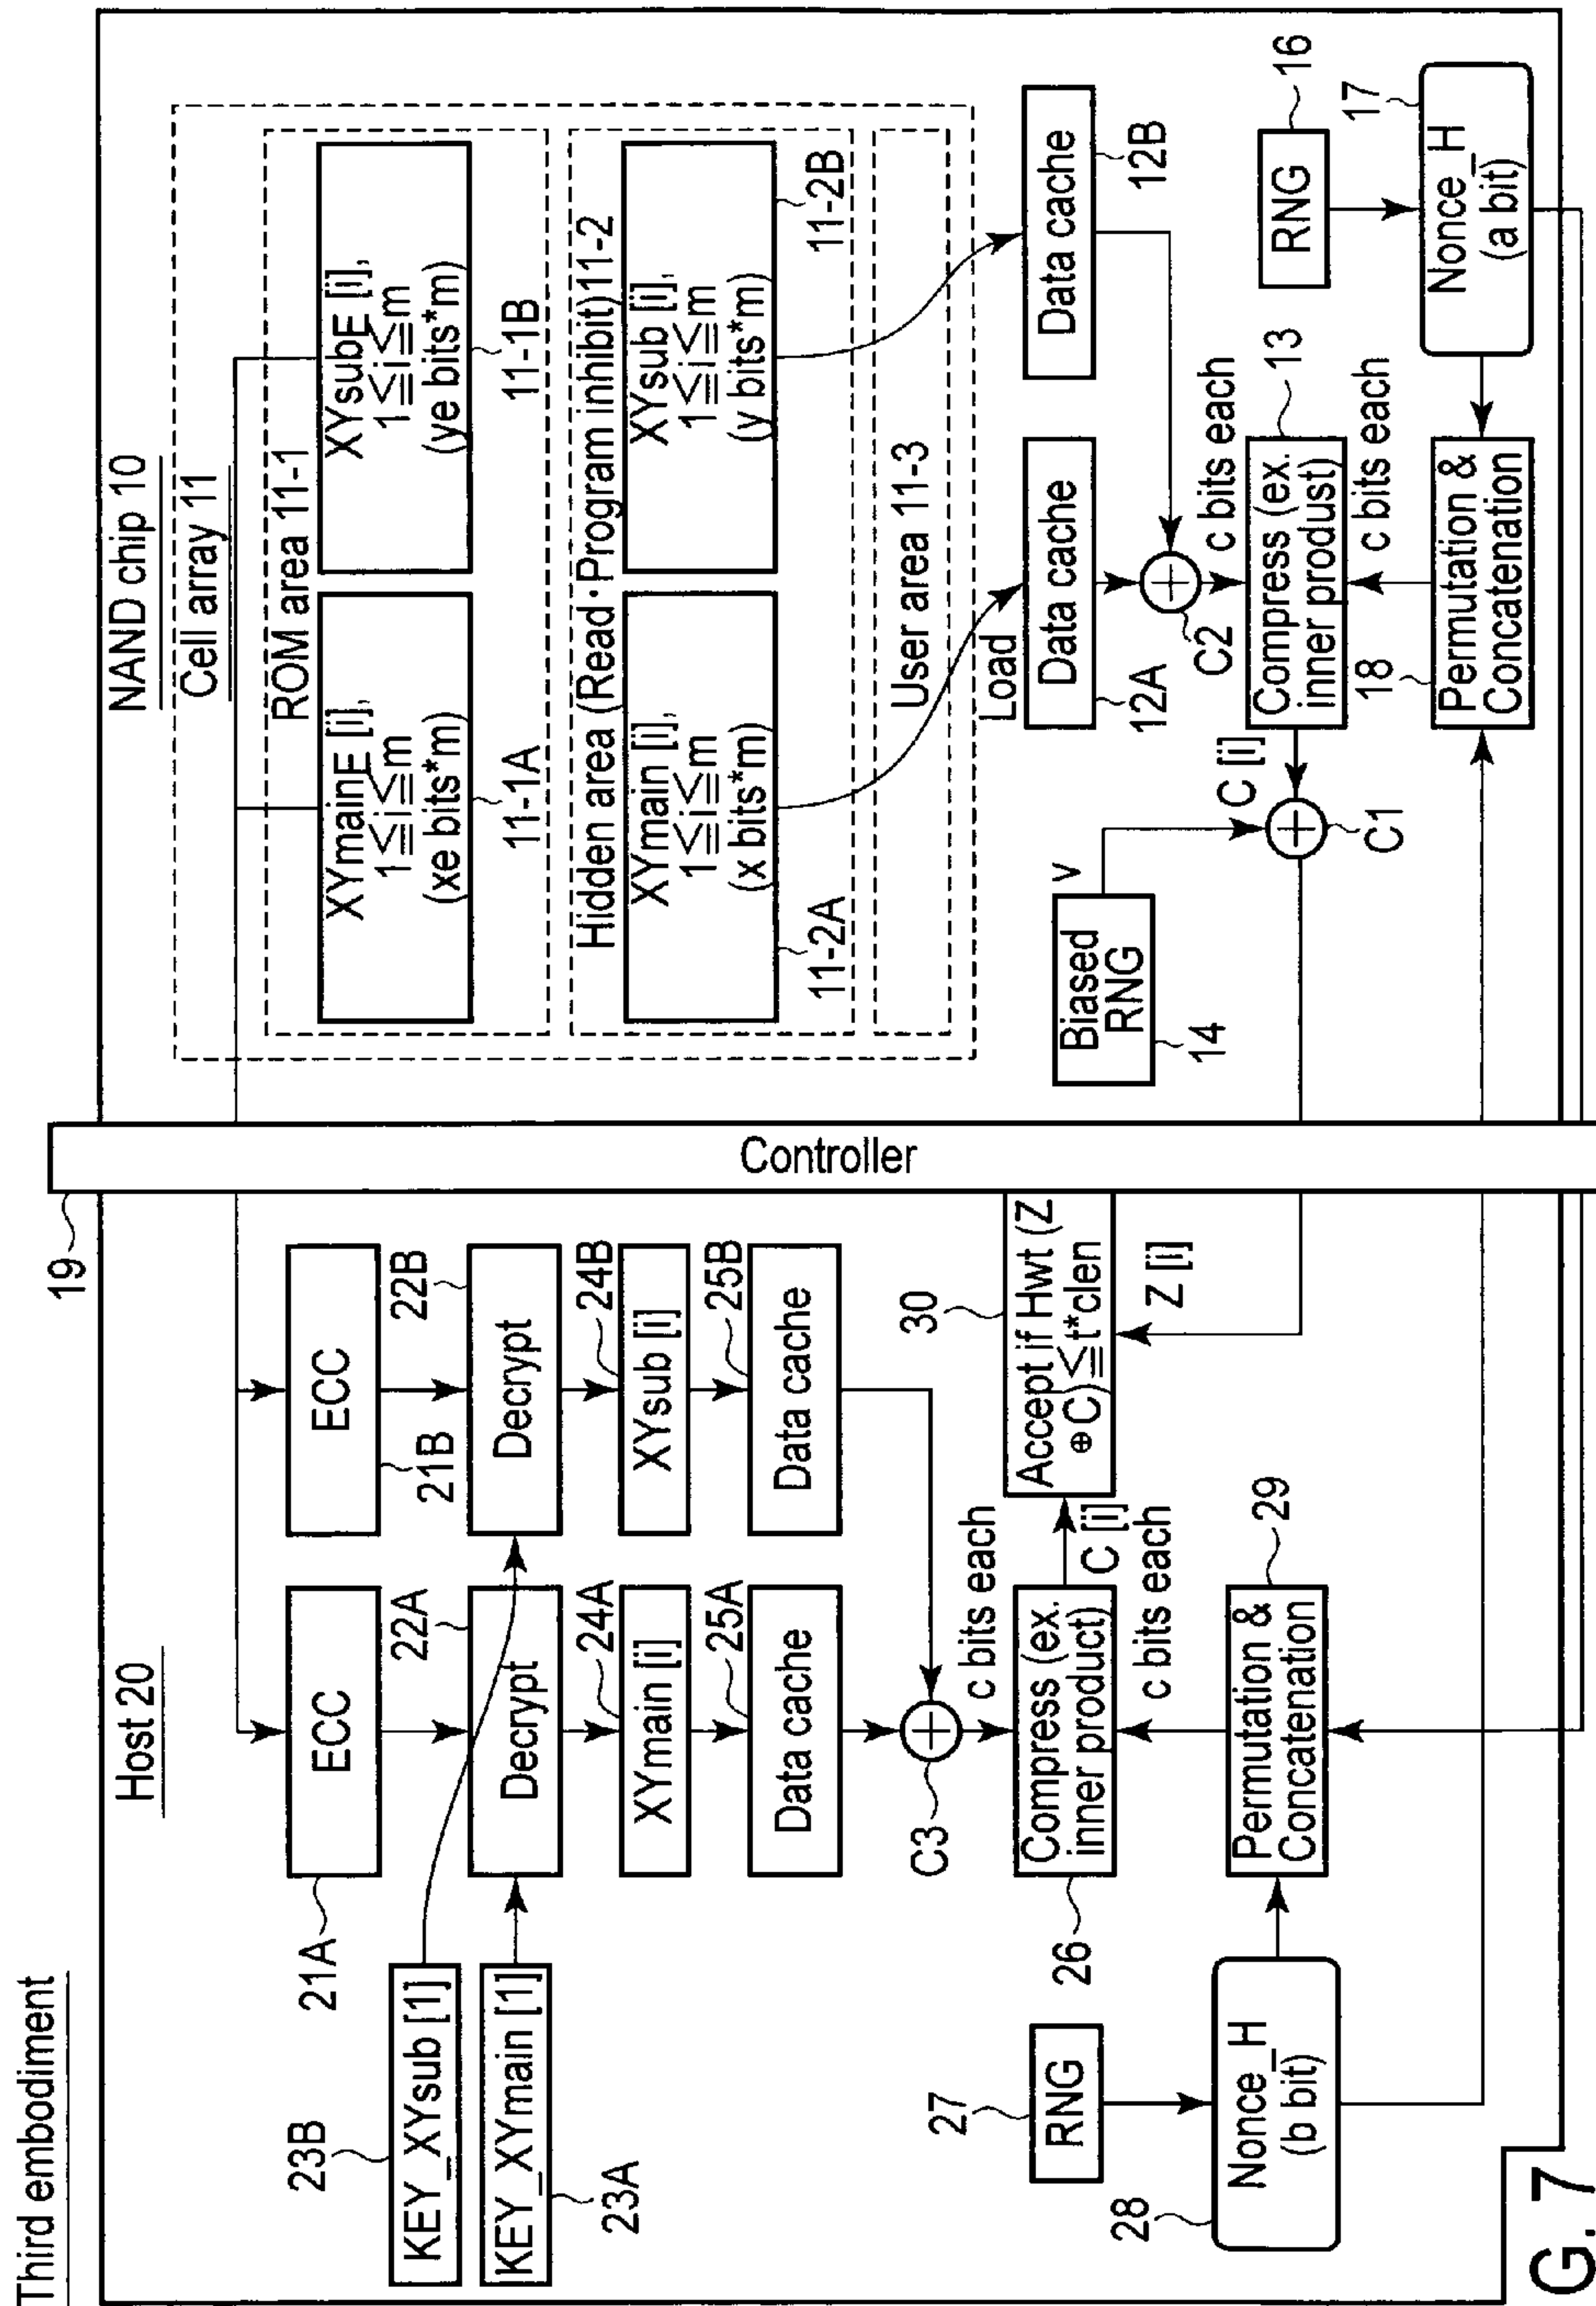 Third embodiment
Host 20
23B
KEY_XYsub [1]
KEY_XYmain [1]
23A
21A
ECC
21B
ECC
22A
Decrypt
22B
Decrypt
24A
XYmain [i]
24B
XYsub [i]
25A
Data cache
25B
Data cache
C3
c bits each
26
Compress (ex.
inner product)
C [i]
c bits each
30
Accept if Hwt (Z
⊕ C)≦t*clen
Z [i]
27
RNG
28
Nonce_H
(b bit)
29
Permutation &
Concatenation
19
Controller
NAND chip 10
Cell array 11
ROM area 11-1
XYmainE [i],
1≦i≦m
(xe bits*m)
11-1A
XYsubE [i],
1≦i≦m
(ye bits*m)
11-1B
Hidden area (Read·Program inhibit)11-2
XYmain [i],
1≦i≦m
(x bits*m)
11-2A
XYsub [i],
1≦i≦m
(y bits*m)
11-2B
User area 11-3
Load
Data cache
12A
Data cache
12B
C2
c bits each
Biased
RNG
14
v
C [i]
C1
Compress (ex.
inner produst)
13
c bits each
18
Permutation &
Concatenation
RNG
16
Nonce_H
(a bit)
17
G. 7